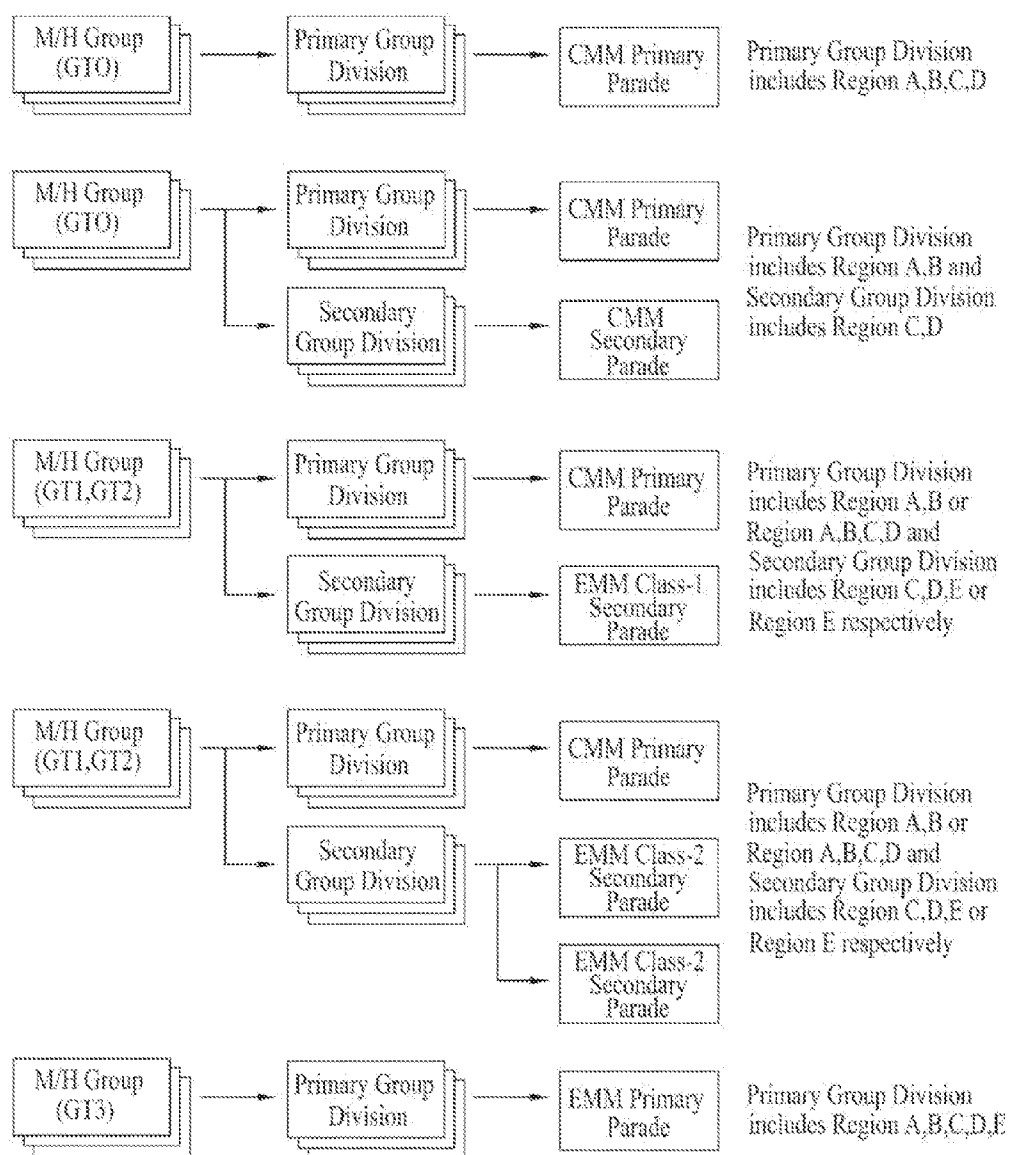 M/H Group
(GTO)
Primary Group
Division
CMM Primary
Parade
Primary Group Division
includes Region A,B,C,D
M/H Group
(GTO)
Primary Group
Division
CMM Primary
Parade
Secondary
Group Division
CMM
Secondary
Parade
Primary Group Division
includes Region A,B and
Secondary Group Division
includes Region C,D
M/H Group
(GT1,GT2)
Primary Group
Division
CMM Primary
Parade
Secondary
Group Division
EMM Class-1
Secondary
Parade
Primary Group Division
includes Region A,B or
Region A,B,C,D and
Secondary Group Division
includes Region C,D,E or
Region E respectively
M/H Group
(GT1,GT2)
Primary Group
Division
CMM Primary
Parade
Secondary
Group Division
EMM Class-2
Secondary
Parade
EMM Class-2
Secondary
Parade
Primary Group Division
includes Region A,B or
Region A,B,C,D and
Secondary Group Division
includes Region C,D,E or
Region E respectively
M/H Group
(GT3)
Primary Group
Division
EMM Primary
Parade
Primary Group Division
includes Region A,B,C,D,E